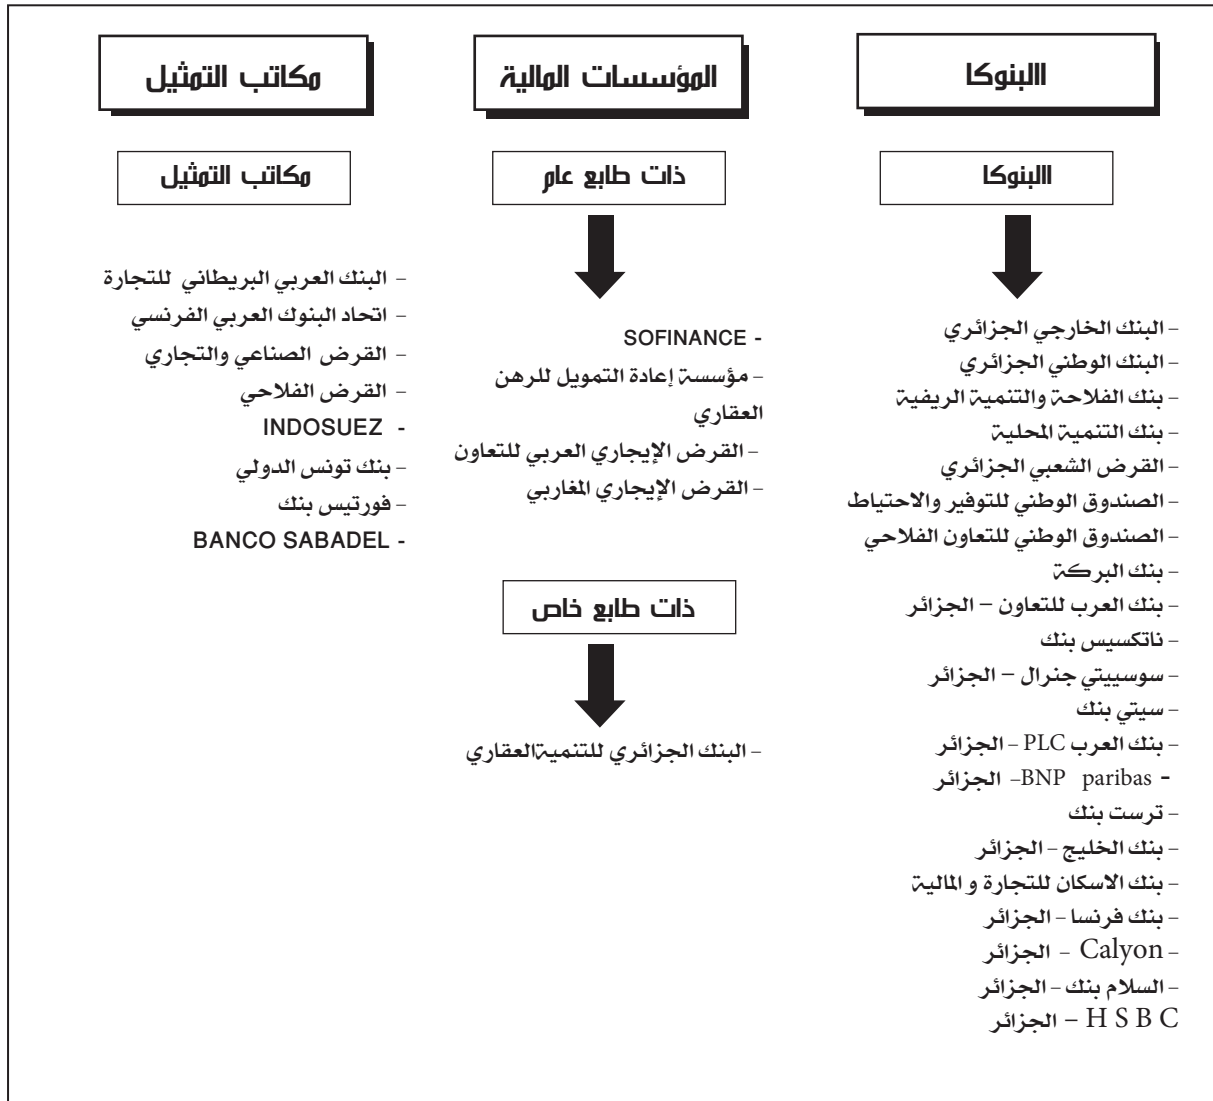 االبنوكا
االبنوكا
- البنك الخارجي الجزائري
- البنك الوطني الجزائري
- بنك الفلاحة والتنمية الريفية
- بنك التنمية المحلية
- القرض الشعبي الجزائري
- الصندوق الوطني للتوفير والاحتياط
- الصندوق الوطني للتعاون الفلاحي
- بنك البركة
- بنك العرب للتعاون – الجزائر
- ناتكسيس بنك
- سوسييتي جنرال – الجزائر
- سيتي بنك
- بنك العرب PLC - الجزائر
- BNP paribas- الجزائر
- ترست بنك
- بنك الخليج - الجزائر
- بنك الاسكان للتجارة و المالية
- بنك فرنسا - الجزائر
- Calyon - الجزائر
- السلام بنك - الجزائر
H S B C – الجزائر
المؤسسات المالية
ذات طابع عام
SOFINANCE -
- مؤسسة إعادة التمويل للرهن
العقاري
- القرض الإيجاري العربي للتعاون
- القرض الإيجاري المغاربي
ذات طابع خاص
- البنك الجزائري للتنميةالعقاري
مكاتب التمثيل
مكاتب التمثيل
- البنك العربي البريطاني للتجارة
- اتحاد البنوك العربي الفرنسي
- القرض الصناعي والتجاري
- القرض الفلاحي
INDOSUEZ -
- بنك تونس الدولي
- فورتيس بنك
BANCO SABADEL -